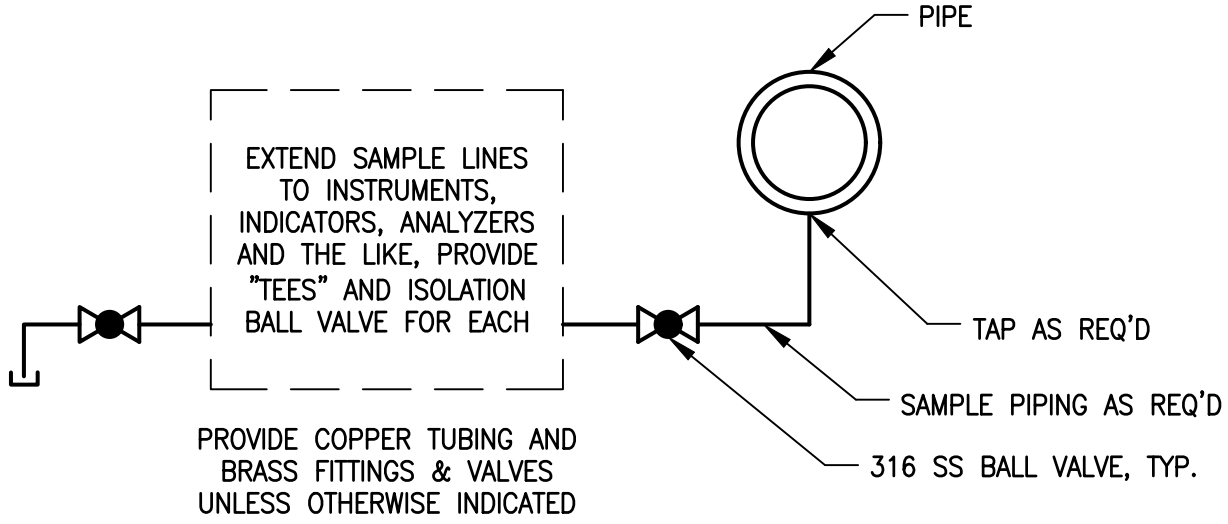 PIPE
EXTEND SAMPLE LINES
TO INSTRUMENTS,
INDICATORS, ANALYZERS
AND THE LIKE, PROVIDE
"TEES" AND ISOLATION
BALL VALVE FOR EACH
TAP AS REQ'D
SAMPLE PIPING AS REQ'D
316 SS BALL VALVE, TYP.
PROVIDE COPPER TUBING AND
BRASS FITTINGS & VALVES
UNLESS OTHERWISE INDICATED